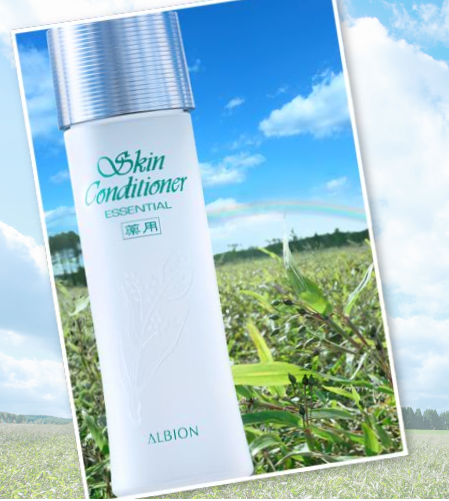 Skin
Conditioner
ESSENTIAL
薬用
ALBION